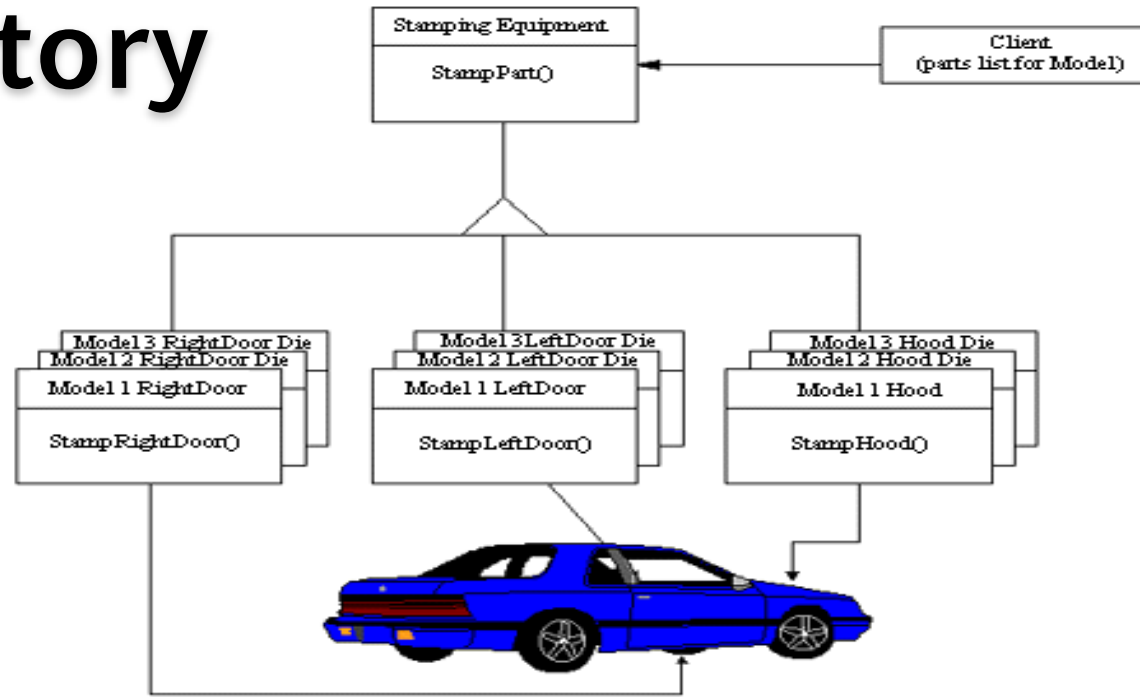 tory
Stamping Equipment
StampPart()
Client
(parts list for Model)
Model 3 RightDoor Die
Model 2 RightDoor Die
Model 1 RightDoor
StampRightDoor()
Model 3 LeftDoor Die
Model 2 LeftDoor Die
Model 1 LeftDoor
StampLeftDoor()
Model 3 Hood Die
Model 2 Hood Die
Model 1 Hood
StampHood()